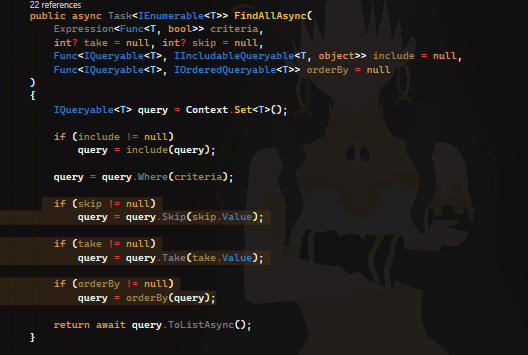 22 references
public async Task<IEnumerable<T>> FindAllAsync(
Expression<Func<T, bool>> criteria,
int? take = null, int? skip = null,
Func<IQueryable<T>, IIncludableQueryable<T, object>> include = null,
Func<IQueryable<T>, IOrderedQueryable<T>> orderBy = null
)
{
IQueryable<T> query = Context.Set<T>();
if (include != null)
query = include(query);
query = query.Where(criteria);
if (skip != null)
query = query.Skip(skip.Value);
if (take != null)
query = query.Take(take.Value);
if (orderBy != null)
query = orderBy(query);
return await query.ToListAsync();
}